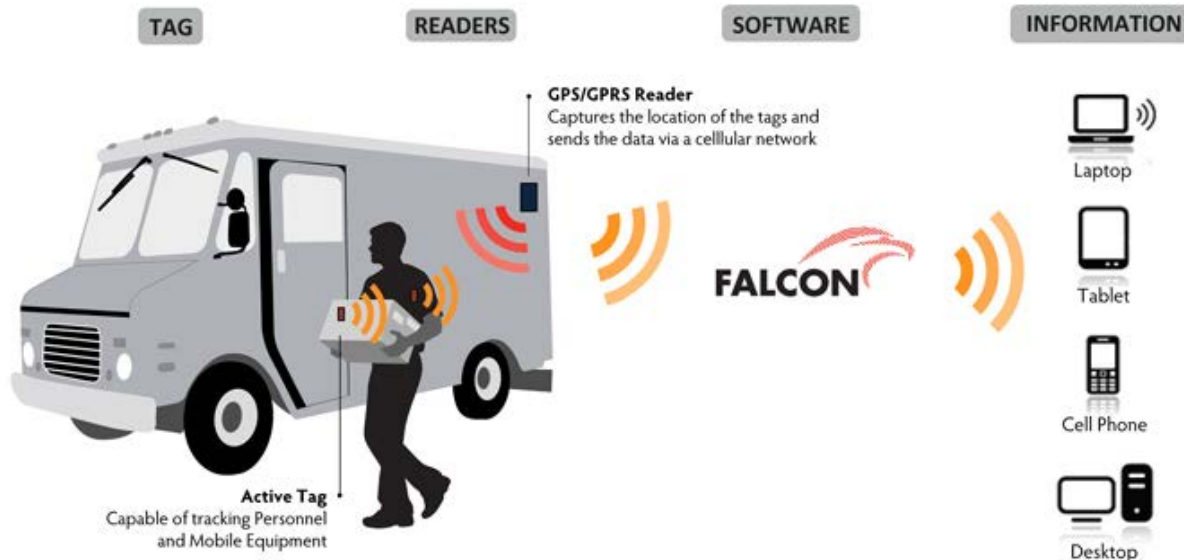 TAG
READERS
SOFTWARE
INFORMATION
GPS/GPRS Reader
Captures the location of the tags and
sends the data via a celllular network
Laptop
Tablet
FALCON
Cell Phone
Active Tag
Capable of tracking Personnel
and Mobile Equipment
Desktop